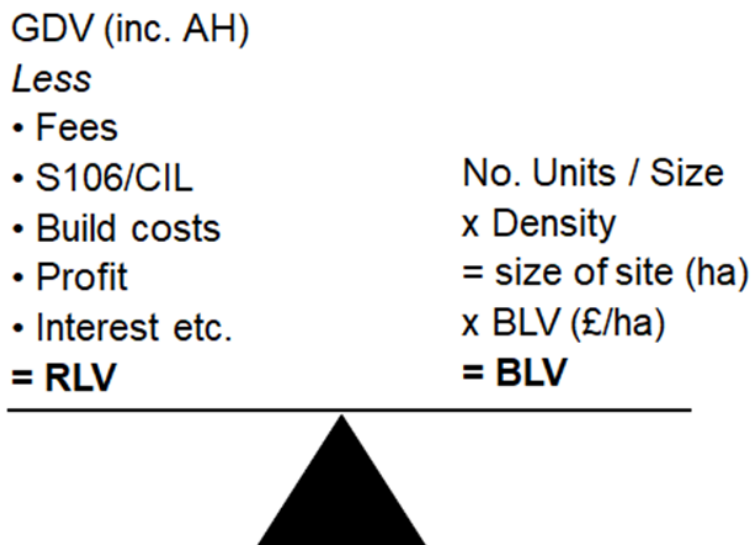 GDV (inc. AH)
Less
• Fees
• S106/CIL
• Build costs
• Profit
• Interest etc.
= RLV
No. Units / Size
x Density
= size of site (ha)
x BLV (£/ha)
= BLV